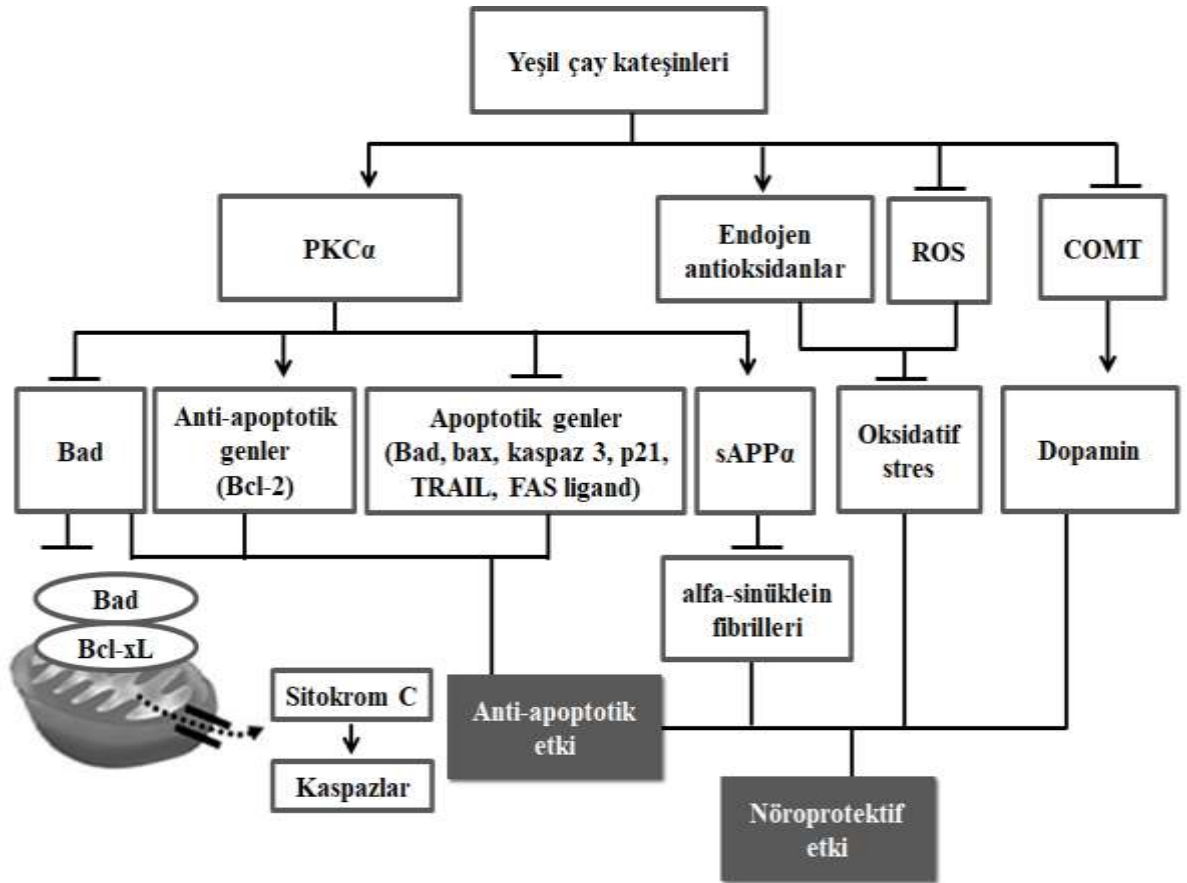 Yeşil çay kateşinleri
PKCα
Endojen
antioksidanlar
ROS
COMT
Bad
Anti-apoptotik
genler
(Bcl-2)
Apoptotik genler
(Bad, bax, kaspaz 3, p21,
TRAIL, FAS ligand)
sAPPα
Oksidatif
stres
Dopamin
Bad
Bcl-xL
alfa-sinüklein
fibrilleri
Sitokrom C
Kaspazlar
Anti-apoptotik
etki
Nöroprotektif
etki